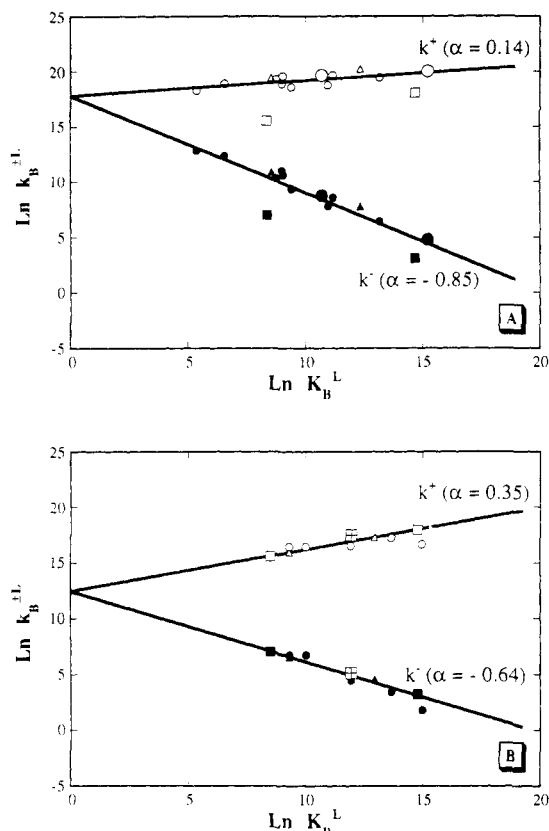 25
20
15
10
5
0
-5
Ln k_B^{±L}
k⁺ (α = 0.14)
k⁻ (α = - 0.85)
A
0 5 10 15 20
Ln K_B^L
25
20
15
10
5
0
-5
Ln k_B^{±L}
k⁺ (α = 0.35)
k⁻ (α = - 0.64)
B
0 5 10 15 20
Ln K_B^L